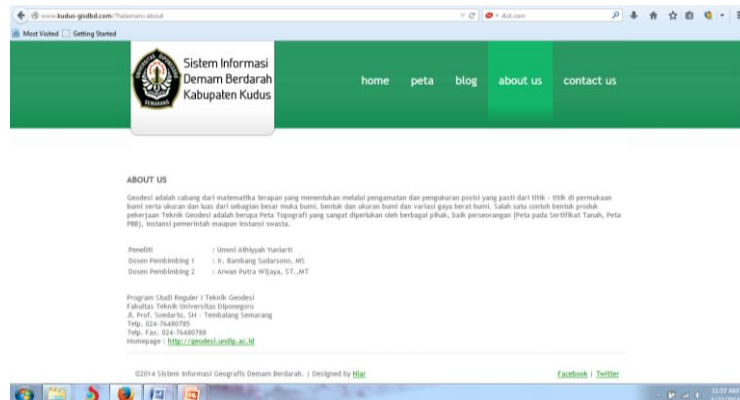 www.kudus-gisdbd.com/?halaman=about
Ask.com
Most Visited
Getting Started
Sistem Informasi
Demam Berdarah
Kabupaten Kudus
home peta blog about us contact us
ABOUT US
Geodesi adalah cabang dari matematika terapan yang menentukan melalui pengamatan dan pengukuran posisi yang pasti dari titik - titik di permukaan
bumi serta ukuran dan luas dari sebagian besar muka bumi, bentuk dan ukuran bumi dan variasi gaya berat bumi. Salah satu contoh bentuk produk
pekerjaan Teknik Geodesi adalah berupa Peta Topografi yang sangat diperlukan oleh berbagai pihak, baik perseorangan (Peta pada Sertifikat Tanah, Peta
PBB), instansi pemerintah maupun instansi swasta.
Peneliti : Ummi Athiyyah Yuniarti
Dosen Pembimbing 1 : Ir. Bambang Sudarsono, MS
Dosen Pembimbing 2 : Arwan Putra Wijaya, ST.,MT
Program Studi Reguler I Teknik Geodesi
Fakultas Teknik Universitas Diponegoro
Jl. Prof. Soedarto, SH - Tembalang Semarang
Telp. 024-76480785
Telp. Fax. 024-76480788
Homepage : http://geodesi.undip.ac.id
©2014 Sistem Informasi Geografis Demam Berdarah. | Designed by Niar
Facebook | Twitter
11:57 AM